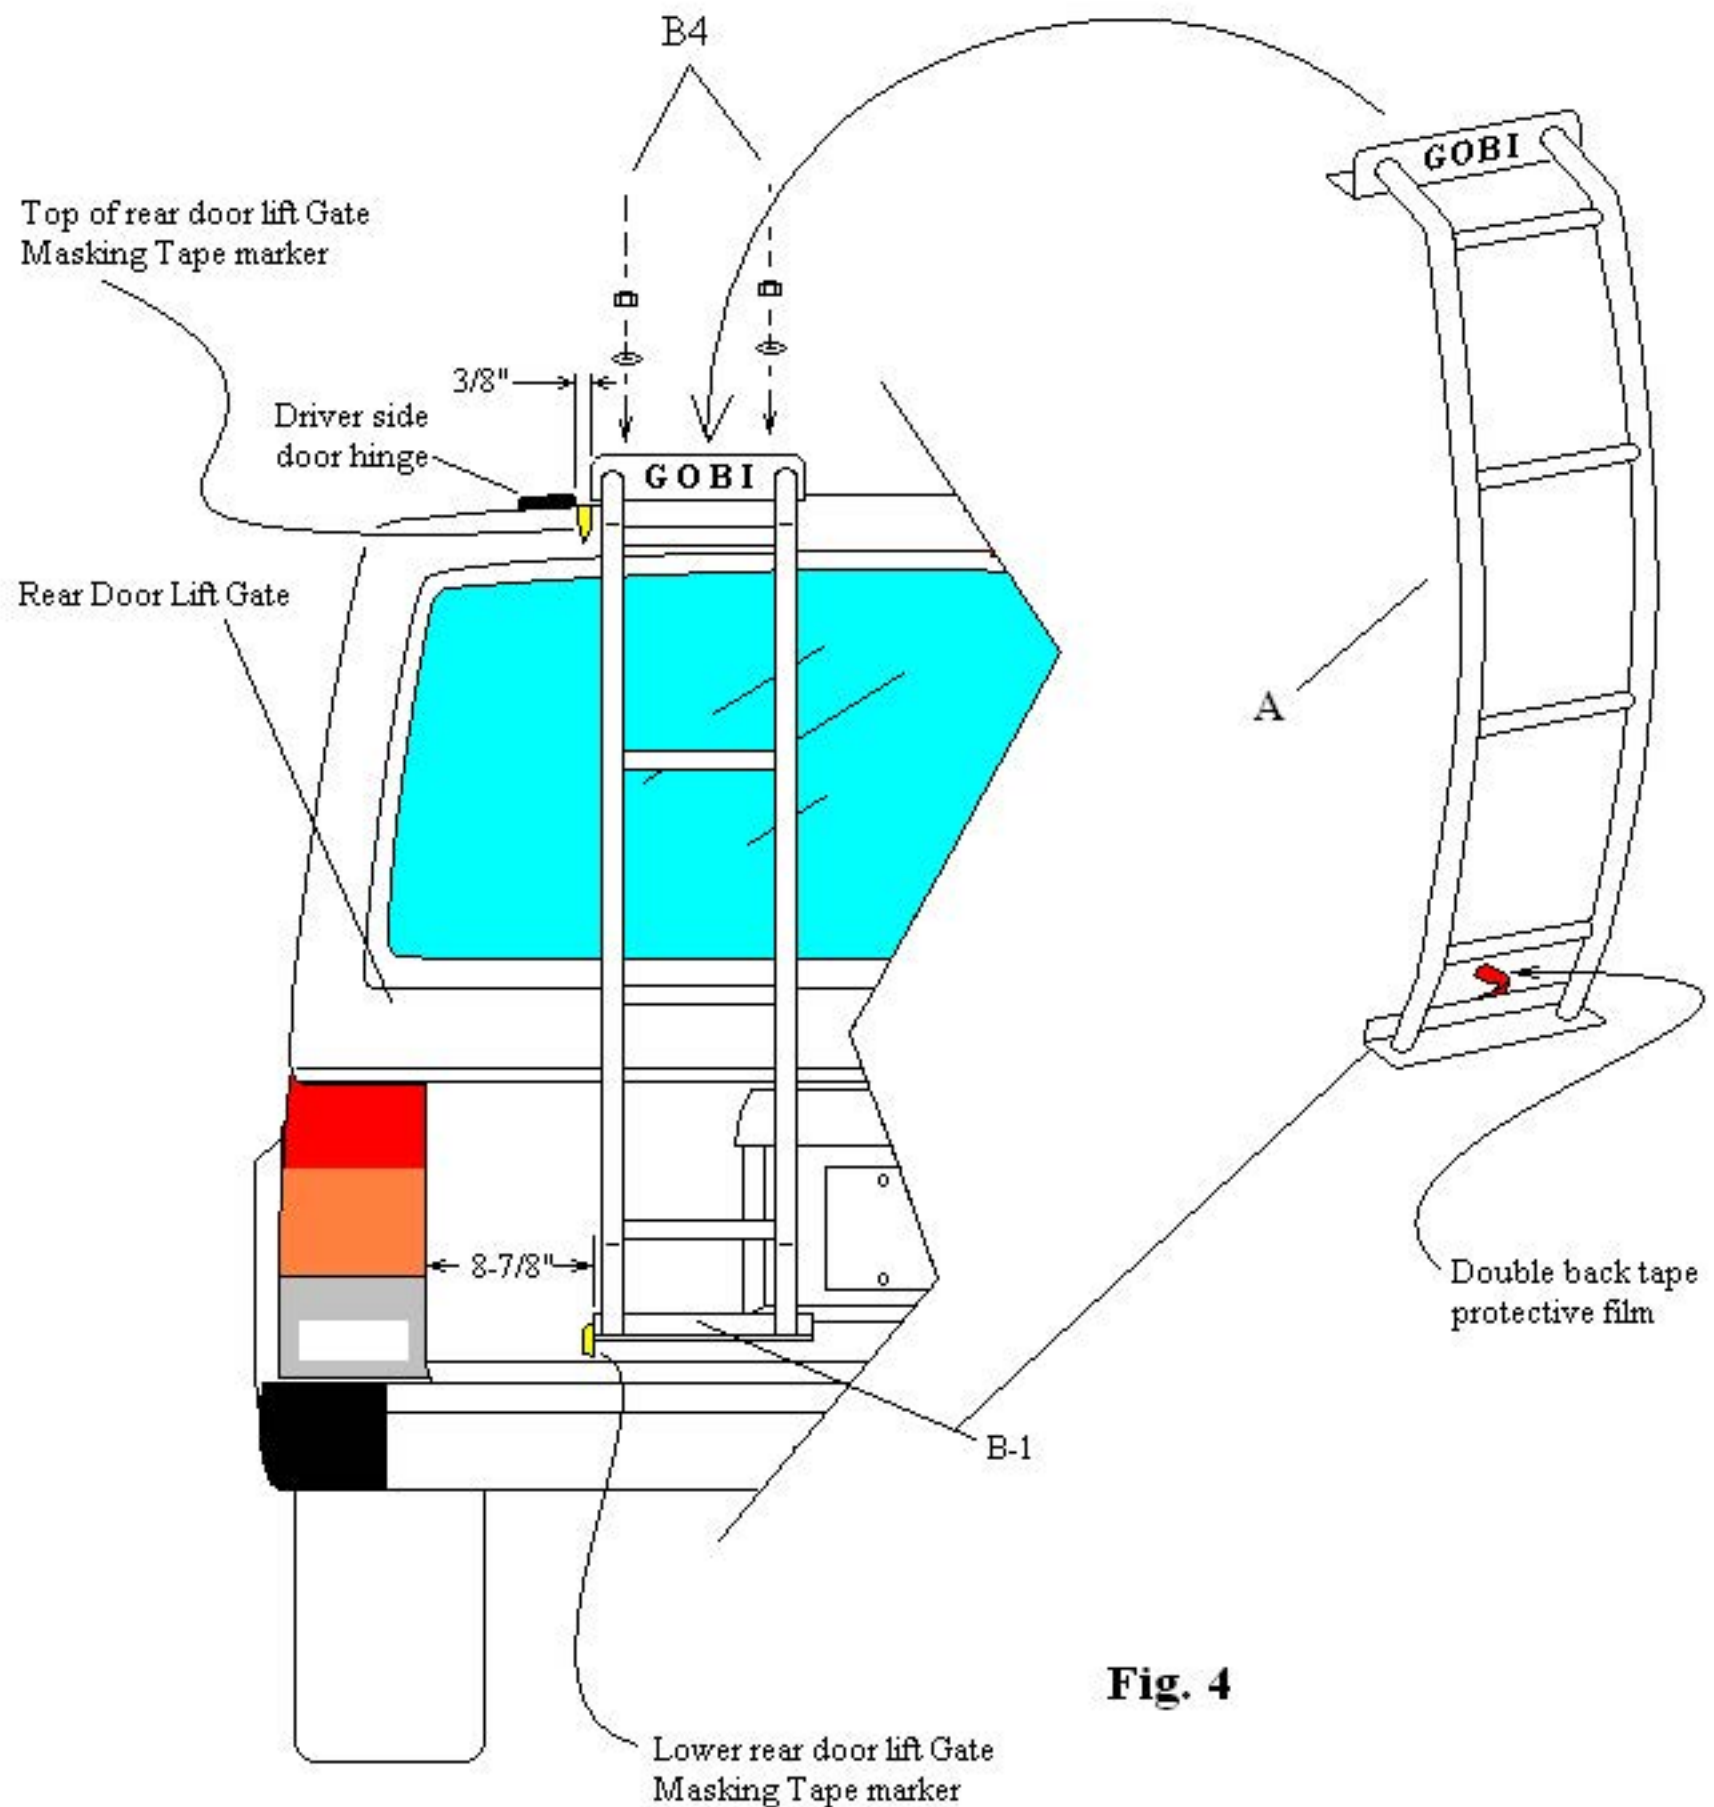 B4
GOBI
Top of rear door lift Gate
Masking Tape marker
3/8"
Driver side
door hinge
GOBI
Rear Door Lift Gate
A
8-7/8"
Double back tape
protective film
B-1
Fig. 4
Lower rear door lift Gate
Masking Tape marker